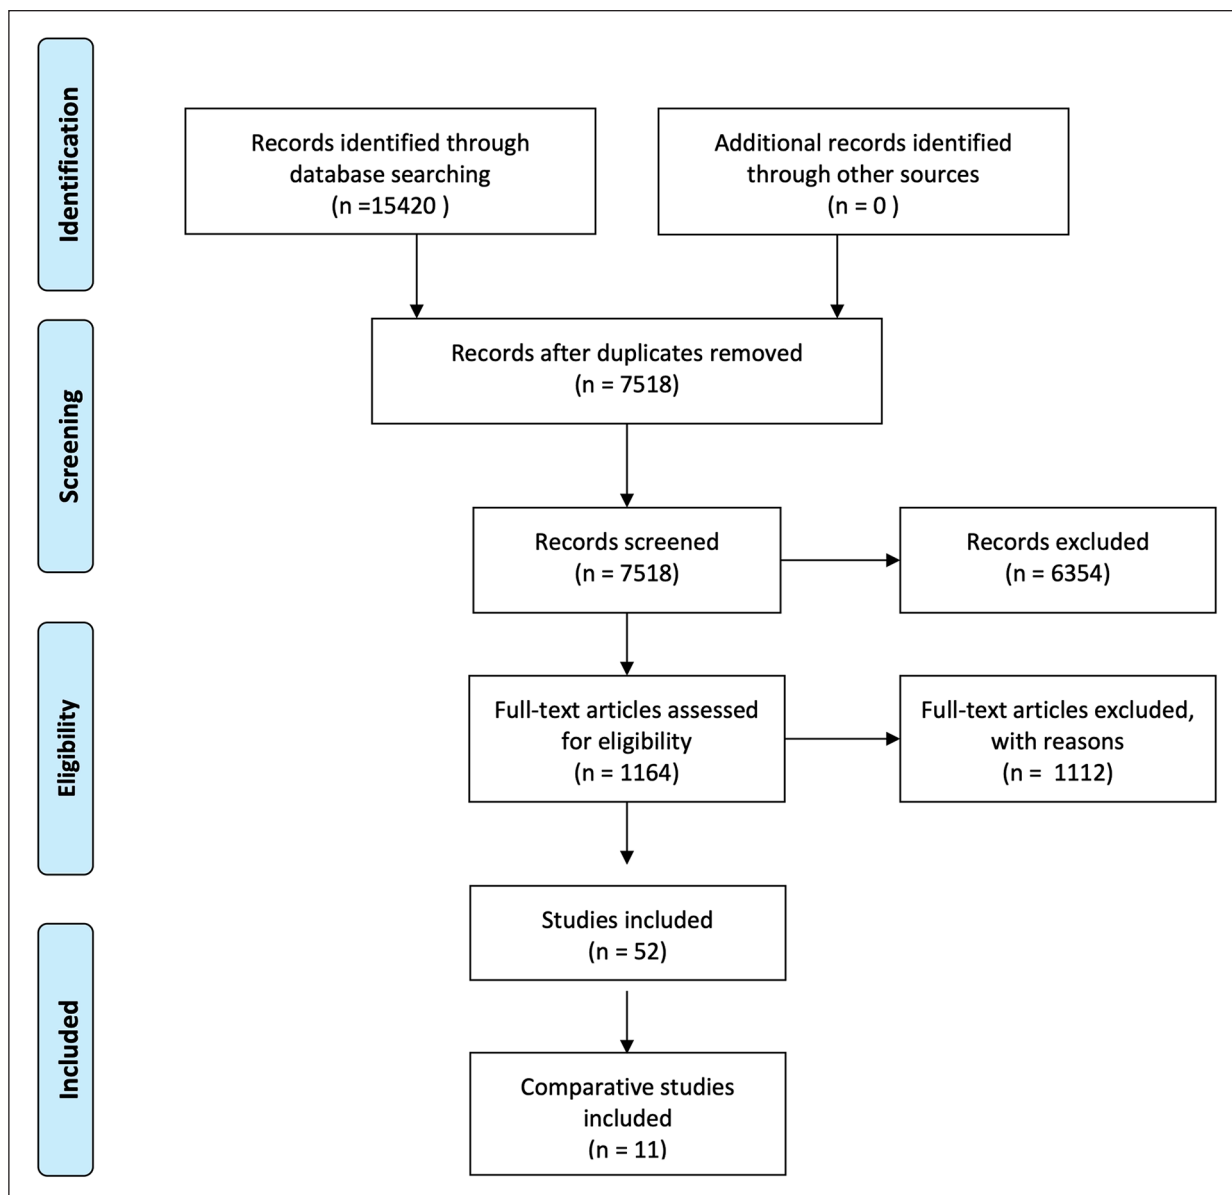 Identification
Records identified through
database searching
(n =15420 )
Additional records identified
through other sources
(n = 0 )
Screening
Records after duplicates removed
(n = 7518)
Records screened
(n = 7518)
Records excluded
(n = 6354)
Eligibility
Full-text articles assessed
for eligibility
(n = 1164)
Full-text articles excluded,
with reasons
(n =  1112)
Included
Studies included
(n = 52)
Comparative studies
included
(n = 11)